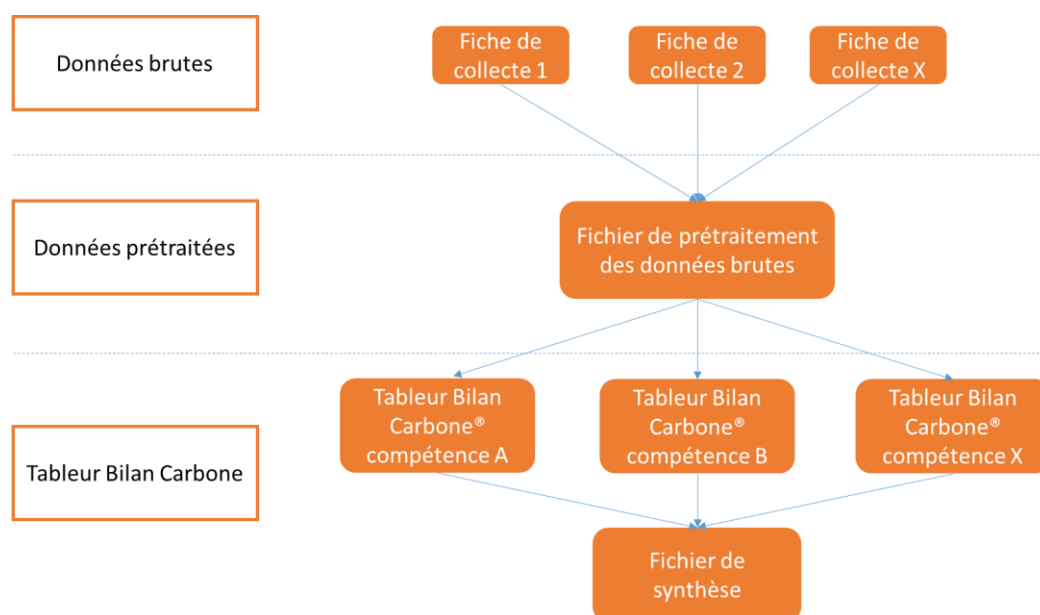 Données brutes
Fiche de
collecte 1
Fiche de
collecte 2
Fiche de
collecte X
Données prétraitées
Fichier de prétraitement
des données brutes
Tableur Bilan Carbone
Tableur Bilan
Carbone®
compétence A
Tableur Bilan
Carbone®
compétence B
Tableur Bilan
Carbone®
compétence X
Fichier de
synthèse